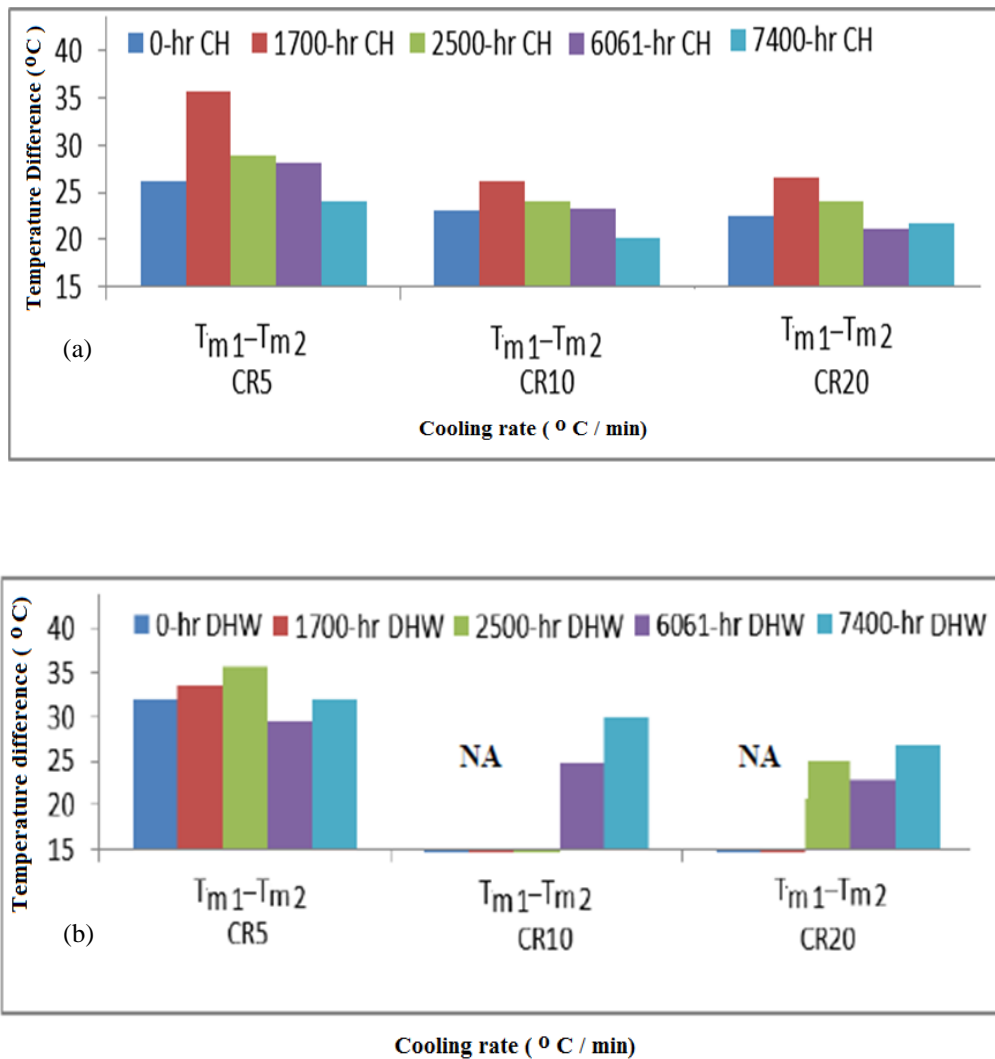 Temperature Difference (°C)
0-hr CH 1700-hr CH 2500-hr CH 6061-hr CH 7400-hr CH
40
35
30
25
20
15
Tm1–Tm2 Tm1–Tm2 Tm1–Tm2
CR5 CR10 CR20
(a)
Cooling rate ( ° C / min)
Temperature difference ( °C)
0-hr DHW 1700-hr DHW 2500-hr DHW 6061-hr DHW 7400-hr DHW
40
35
30
25
20
15
NA NA
Tm1–Tm2 Tm1–Tm2 Tm1–Tm2
CR5 CR10 CR20
(b)
Cooling rate ( ° C / min)